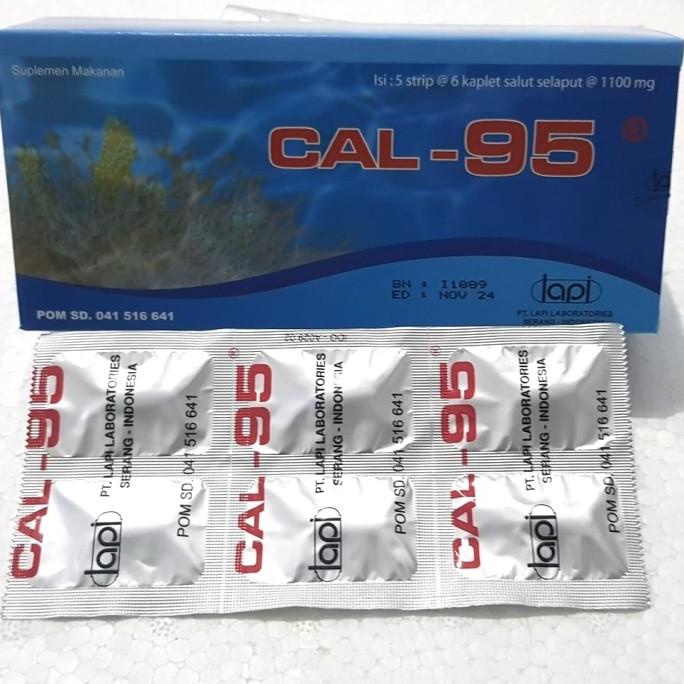 Suplemen Makanan
Isi : 5 strip @ 6 kaplet salut selaput @ 1100 mg
CAL-95 ®
BN : I1009
ED : NOV 24
lapi
PT. LAPI LABORATORIES
SERANG - INDONESIA
POM SD. 041 516 641
CAL-95
PT. LAPI LABORATORIES
SERANG - INDONESIA
lapi
POM SD. 041 516 641
CAL-95 ®
PT. LAPI LABORATORIES
SERANG - INDONESIA
lapi
POM SD. 041 516 641
CAL-95 ®
PT. LAPI LABORATORIES
SERANG - INDONESIA
lapi
POM SD. 041 516 641